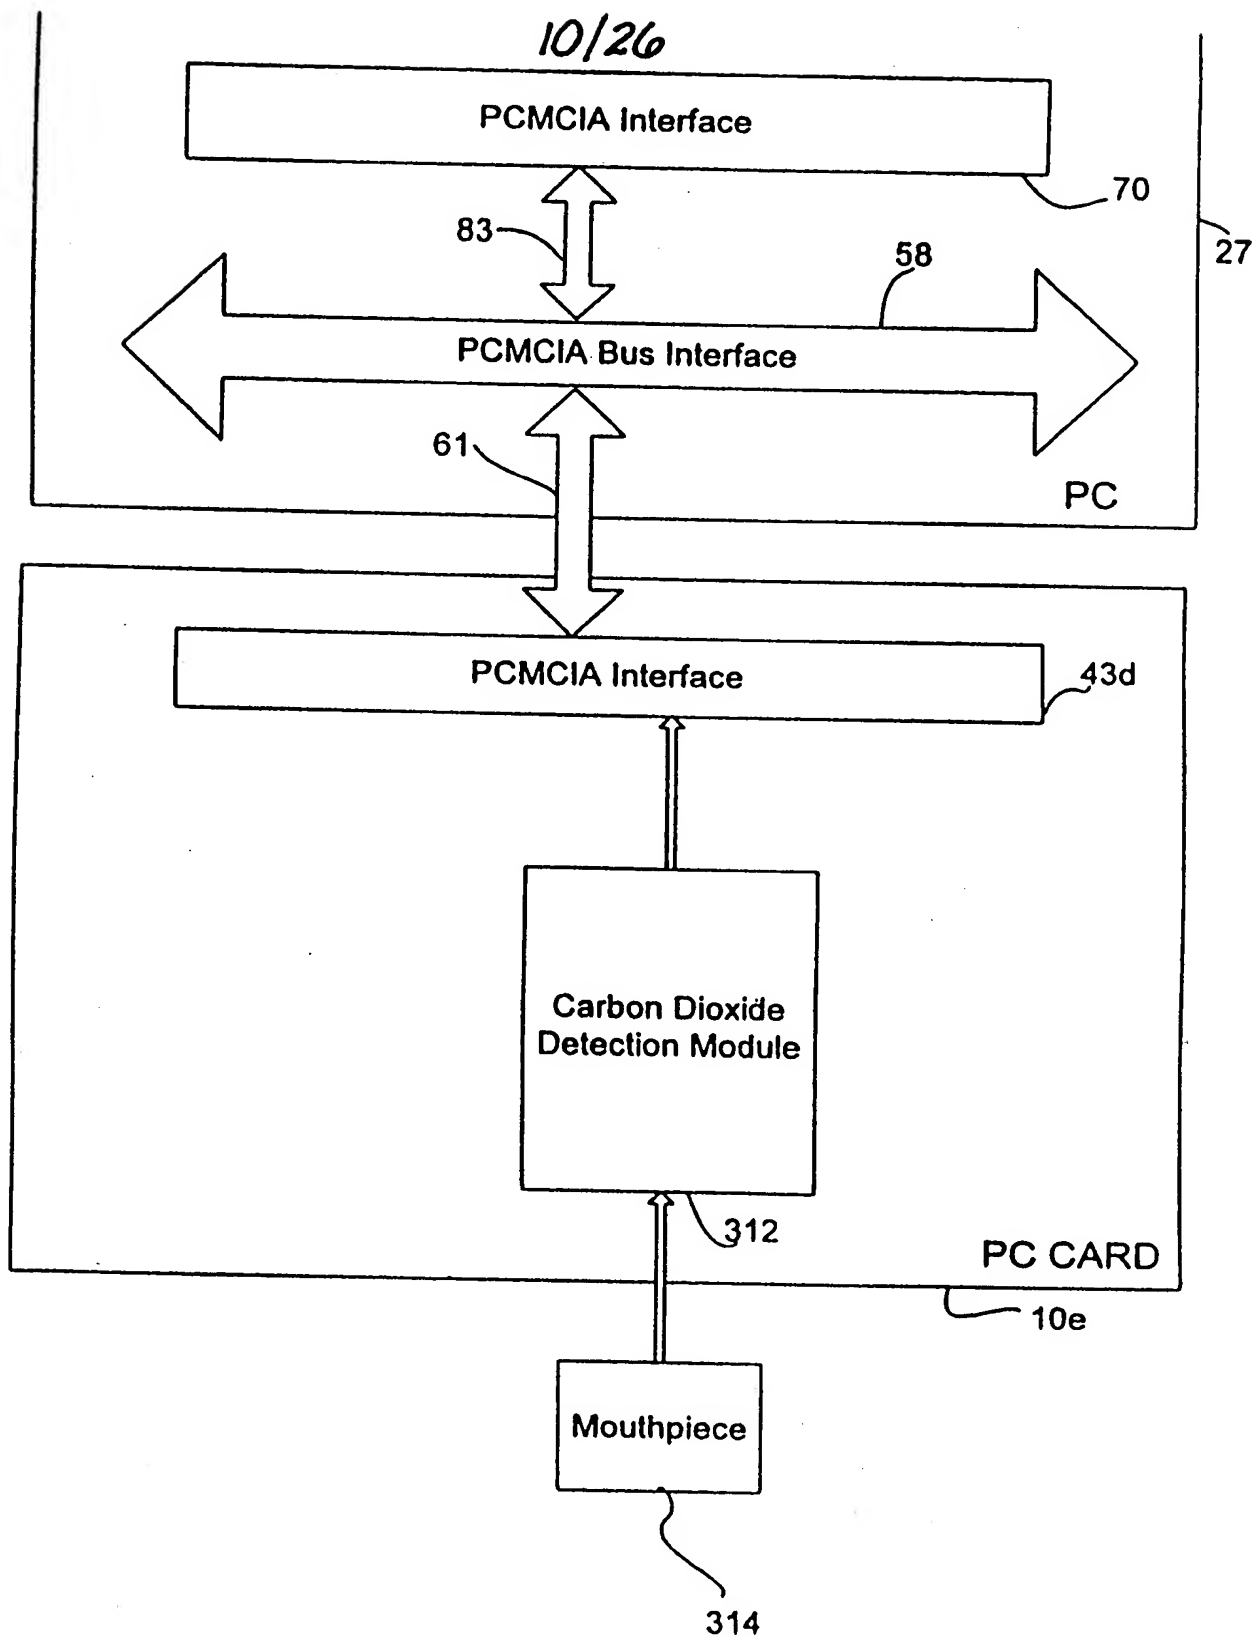 10/26
PCMCIA Interface
70
83
27
58
PCMCIA Bus Interface
61
PC
PCMCIA Interface
43d
Carbon Dioxide
Detection Module
312
PC CARD
10e
Mouthpiece
314